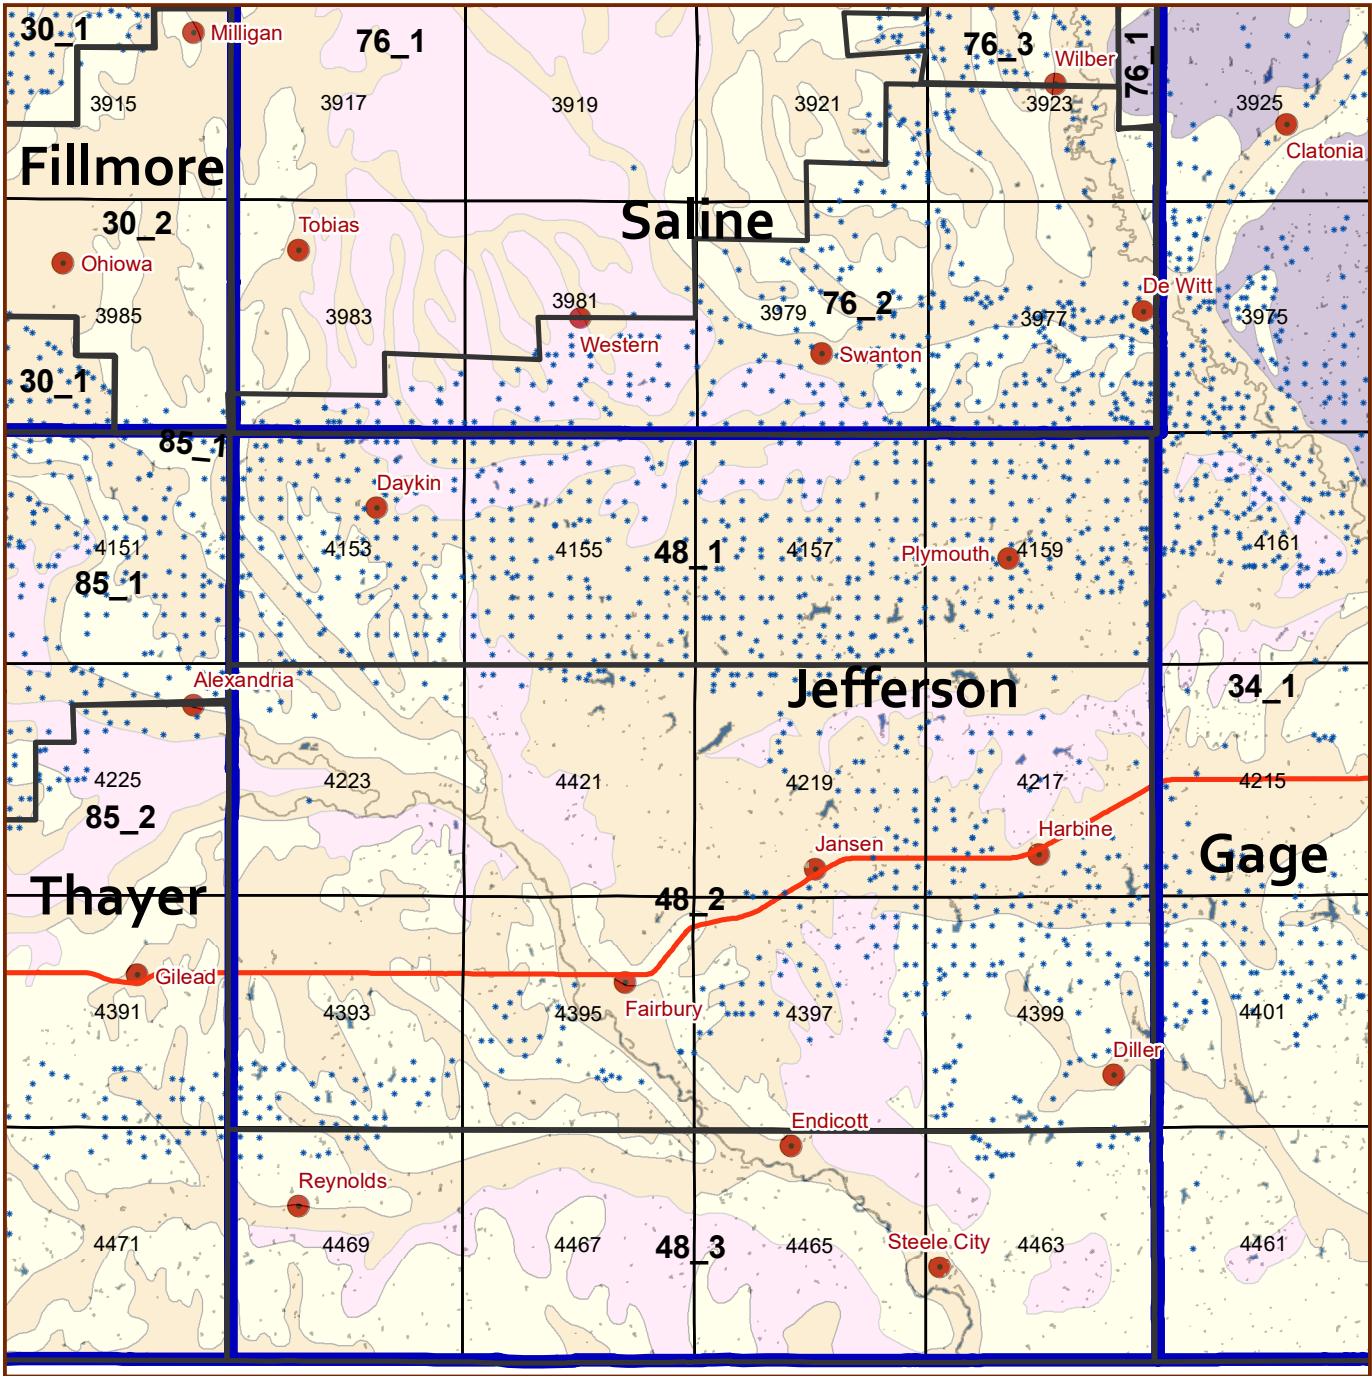 30_1
Milligan
76_1
76_3
Wilber
76_1
3915
3917
3919
3921
3923
3925
Clatonia
Fillmore
30_2
Tobias
Saline
Ohiowa
De Witt
3985
3983
3981
3979
76_2
3977
3975
Western
Swanton
30_1
85_1
Daykin
4151
4153
4155
48_1
4157
Plymouth
4159
4161
85_1
Alexandria
Jefferson
34_1
4225
4223
4421
4219
4217
4215
85_2
Harbine
Jansen
Gage
Thayer
48_2
Gilead
4391
4393
4395
Fairbury
4397
4399
4401
Diller
Endicott
Reynolds
4471
4469
4467
48_3
4465
Steele City
4463
4461